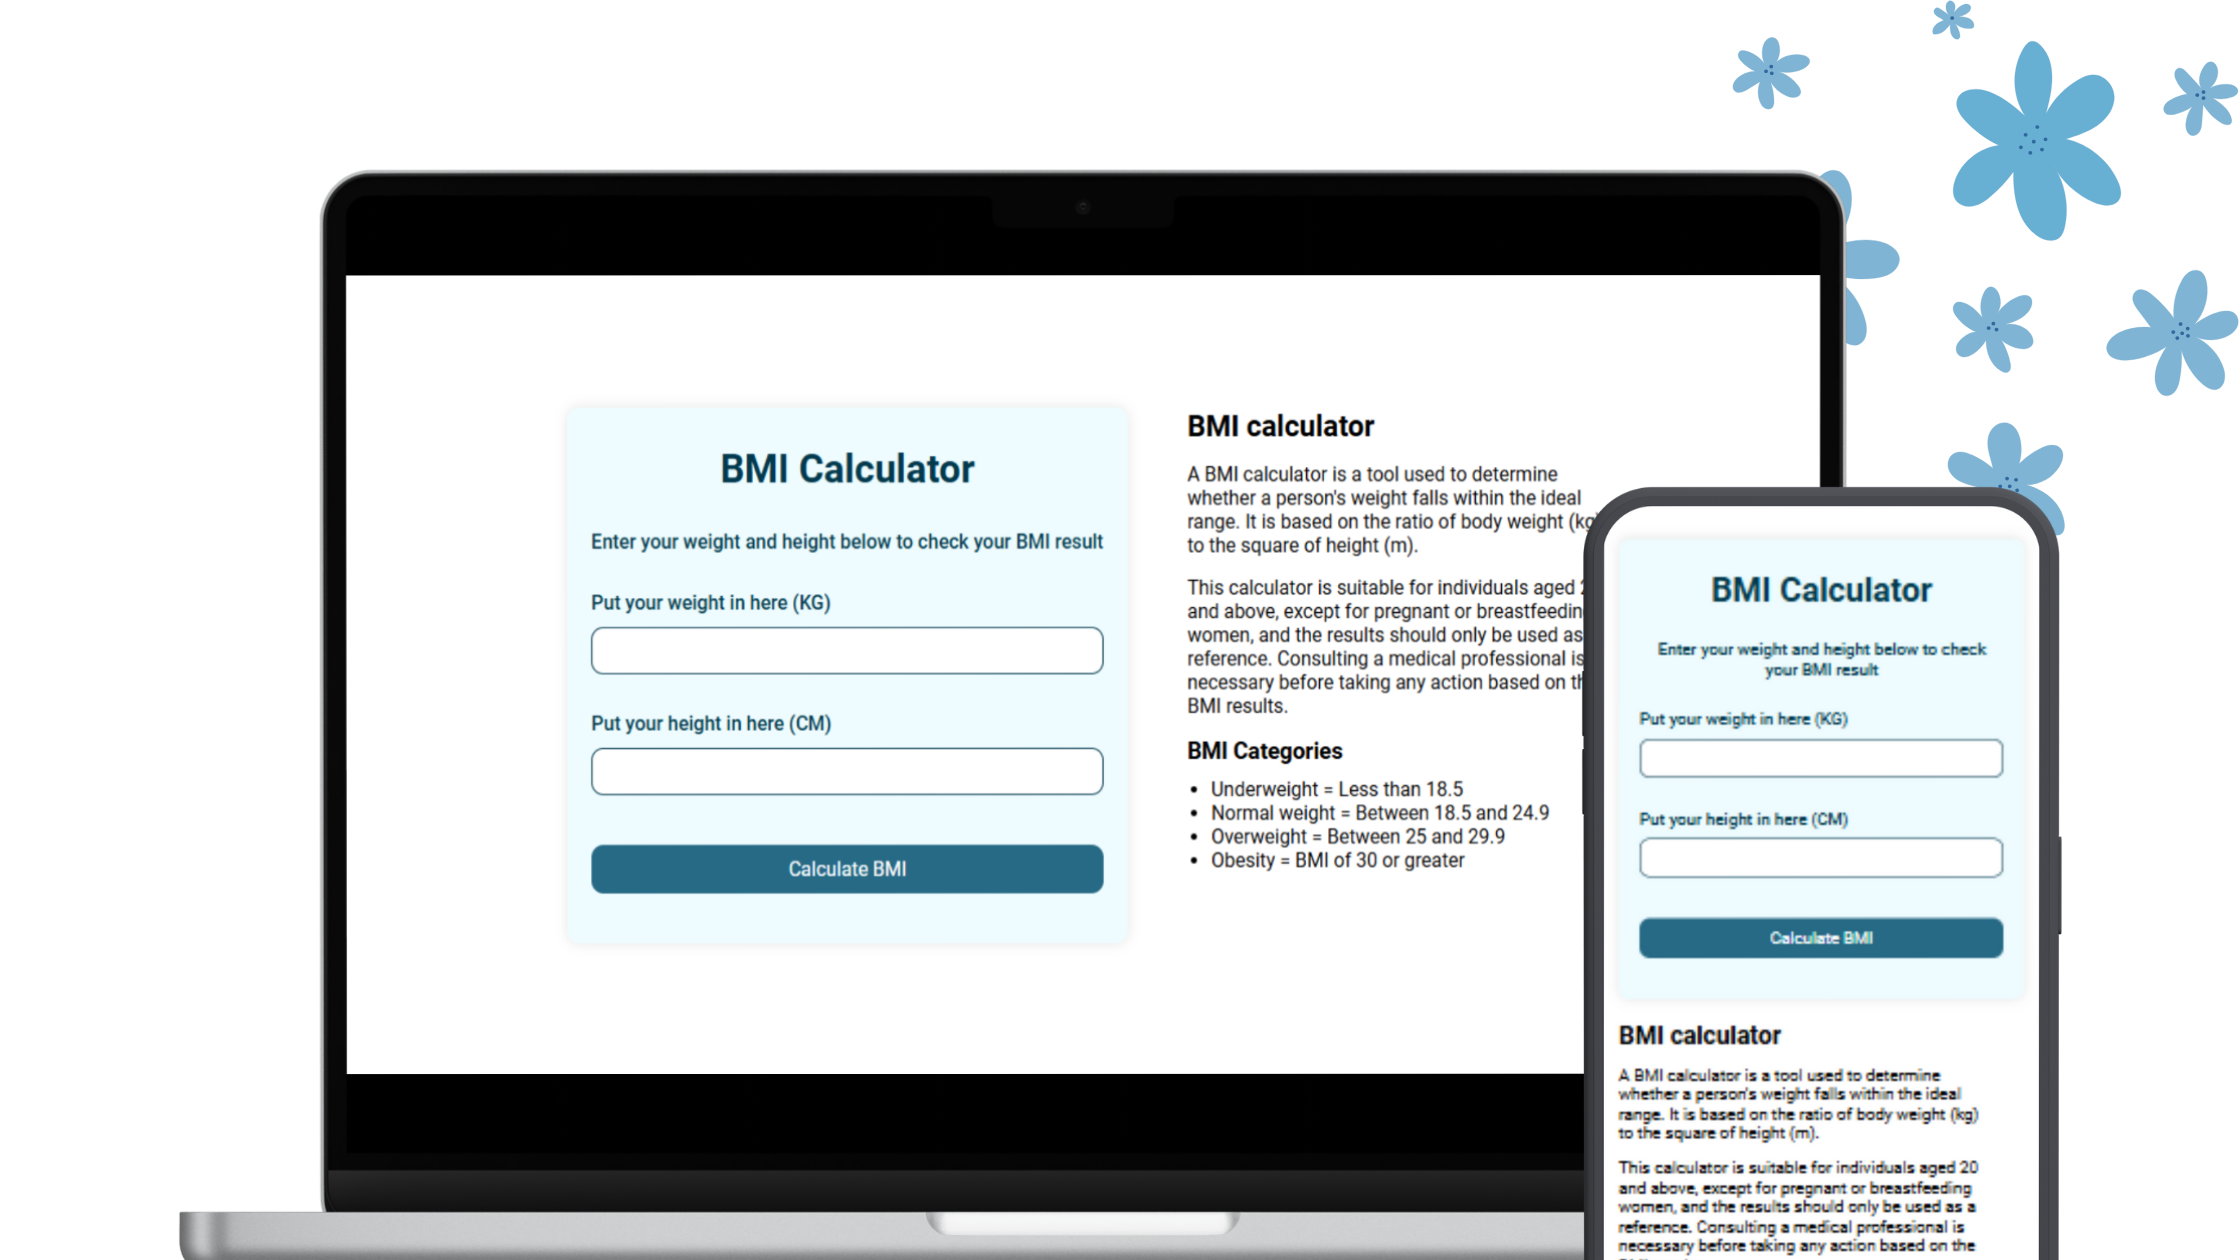 BMI Calculator
Enter your weight and height below to check your BMI result
Put your weight in here (KG)
Put your height in here (CM)
Calculate BMI
BMI calculator
A BMI calculator is a tool used to determine
whether a person's weight falls within the ideal
range. It is based on the ratio of body weight (kg
to the square of height (m).
This calculator is suitable for individuals aged
and above, except for pregnant or breastfeedin
women, and the results should only be used as
reference. Consulting a medical professional is
necessary before taking any action based on th
BMI results.
BMI Categories
• Underweight = Less than 18.5
• Normal weight = Between 18.5 and 24.9
• Overweight = Between 25 and 29.9
• Obesity = BMI of 30 or greater
BMI Calculator
Enter your weight and height below to check
your BMI result
Put your weight in here (KG)
Put your height in here (CM)
Calculate BMI
BMI calculator
A BMI calculator is a tool used to determine
whether a person's weight falls within the ideal
range. It is based on the ratio of body weight (kg)
to the square of height (m).
This calculator is suitable for individuals aged 20
and above, except for pregnant or breastfeeding
women, and the results should only be used as a
reference. Consulting a medical professional is
necessary before taking any action based on the